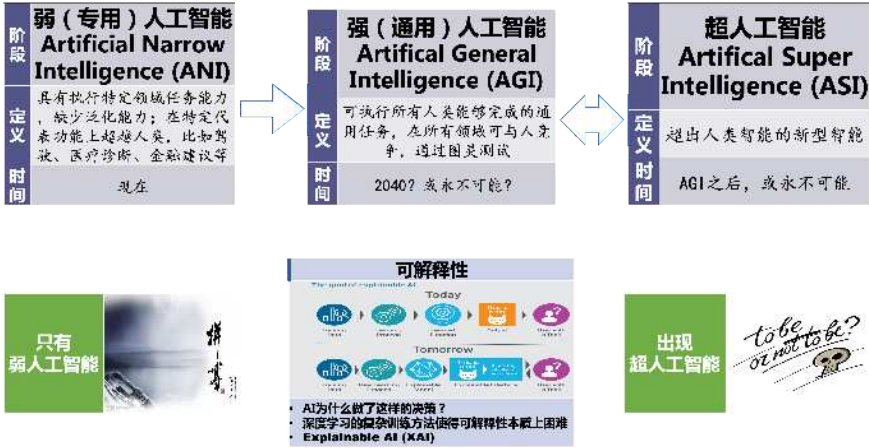 阶段
弱（专用）人工智能
Artificial Narrow
Intelligence (ANI)
定义
具有执行特定领域任务能力
，缺少泛化能力；在特定代
表功能上超越人类，比如驾
驶、医疗诊断、金融建议等
时间
现在
阶段
强（通用）人工智能
Artifical General
Intelligence (AGI)
定义
可执行所有人类能够完成的通
用任务，在所有领域可与人竞
争，通过图灵测试
时间
2040？或永不可能？
阶段
超人工智能
Artifical Super
Intelligence (ASI)
定义
超出人类智能的新型智能
时间
AGI之后，或永不可能
只有
弱人工智能
拼搏
可解释性
The goal of explainable AI
Today
Tomorrow
• AI为什么做了这样的决策？
• 深度学习的复杂训练方法使得可解释性本质上困难
• Explainable AI (XAI)
出现
超人工智能
to be
or not to be?